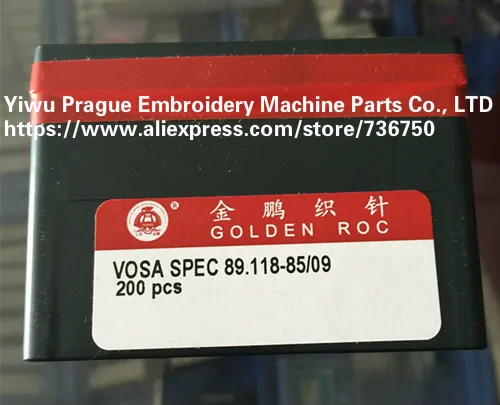 Yiwu Prague Embroidery Machine Parts Co., LTD
https://www.aliexpress.com/store/736750
®
金鹏织针
GOLDEN ROC
VOSA SPEC 89.118-85/09
200 pcs